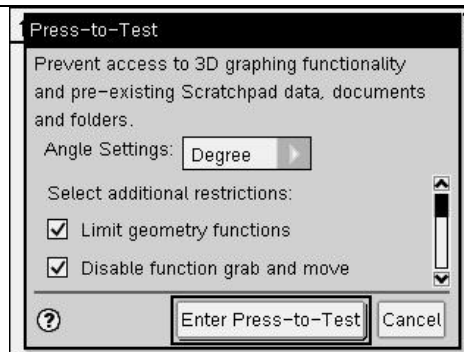 Press-to-Test
Prevent access to 3D graphing functionality
and pre-existing Scratchpad data, documents
and folders.
Angle Settings: Degree
Select additional restrictions:
Limit geometry functions
Disable function grab and move
? Enter Press-to-Test Cancel